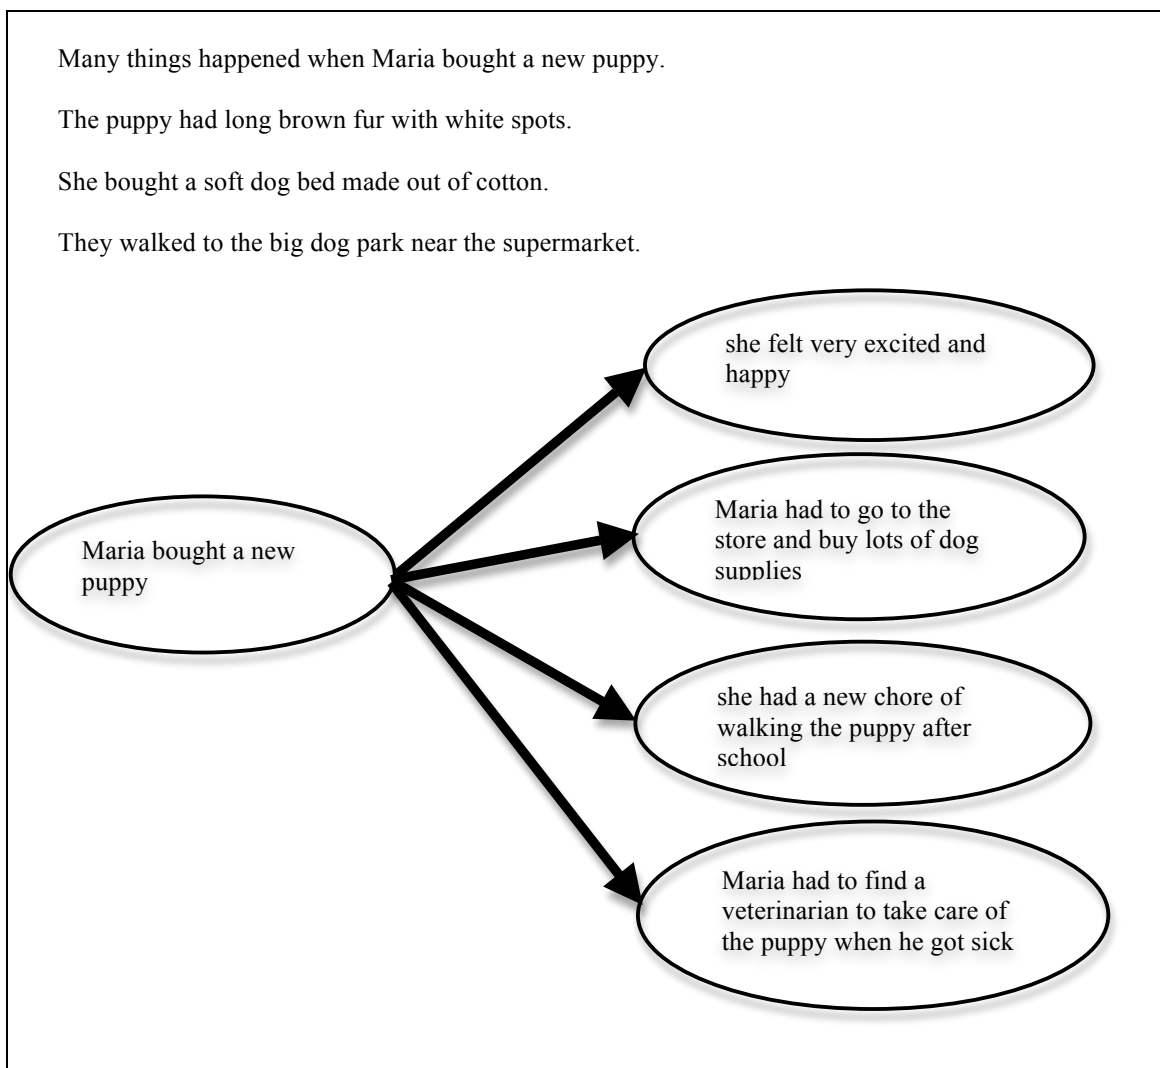 Many things happened when Maria bought a new puppy.
The puppy had long brown fur with white spots.
She bought a soft dog bed made out of cotton.
They walked to the big dog park near the supermarket.
she felt very excited and
happy
Maria had to go to the
store and buy lots of dog
supplies
Maria bought a new
puppy
she had a new chore of
walking the puppy after
school
Maria had to find a
veterinarian to take care of
the puppy when he got sick